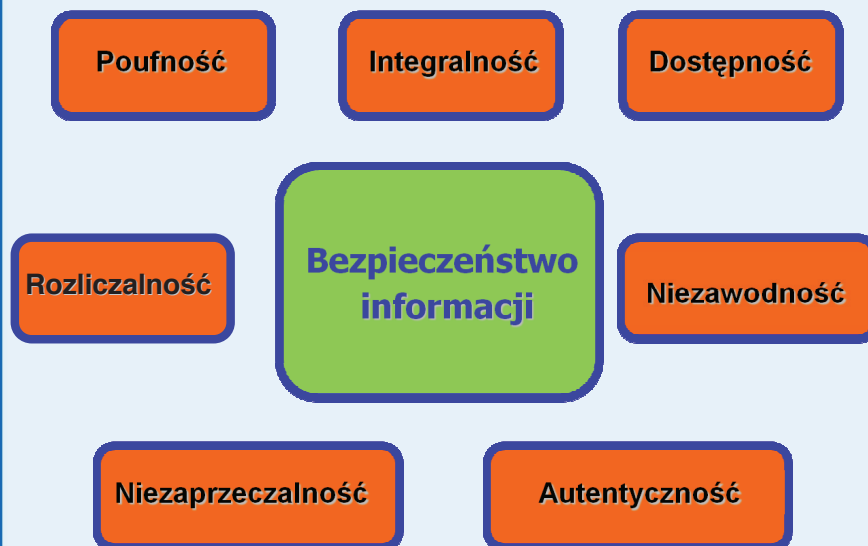 Poufność
Integralność
Dostępność
Rozliczalność
Bezpieczeństwo
informacji
Niezawodność
Niezaprzeczalność
Autentyczność